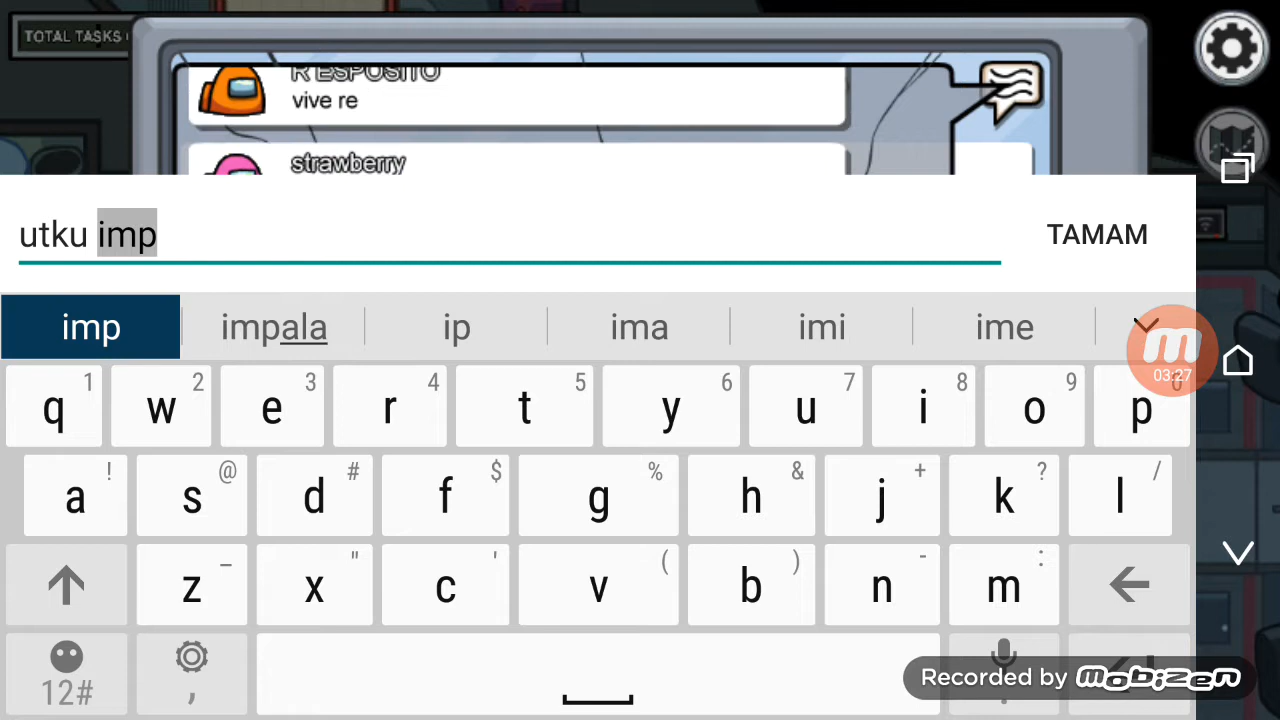 TOTAL TASKS
R ESPOSITO
vive re
strawberry
utku imp
TAMAM
imp impala ip ima imi ime
03:27
1 2 3 4 5 6 7 8 9 0
q w e r t y u i o p
! @ # $ % & + ? /
a s d f g h j k l
_ " ' ( ) - :
z x c v b n m
12# , .
Recorded by mobizen